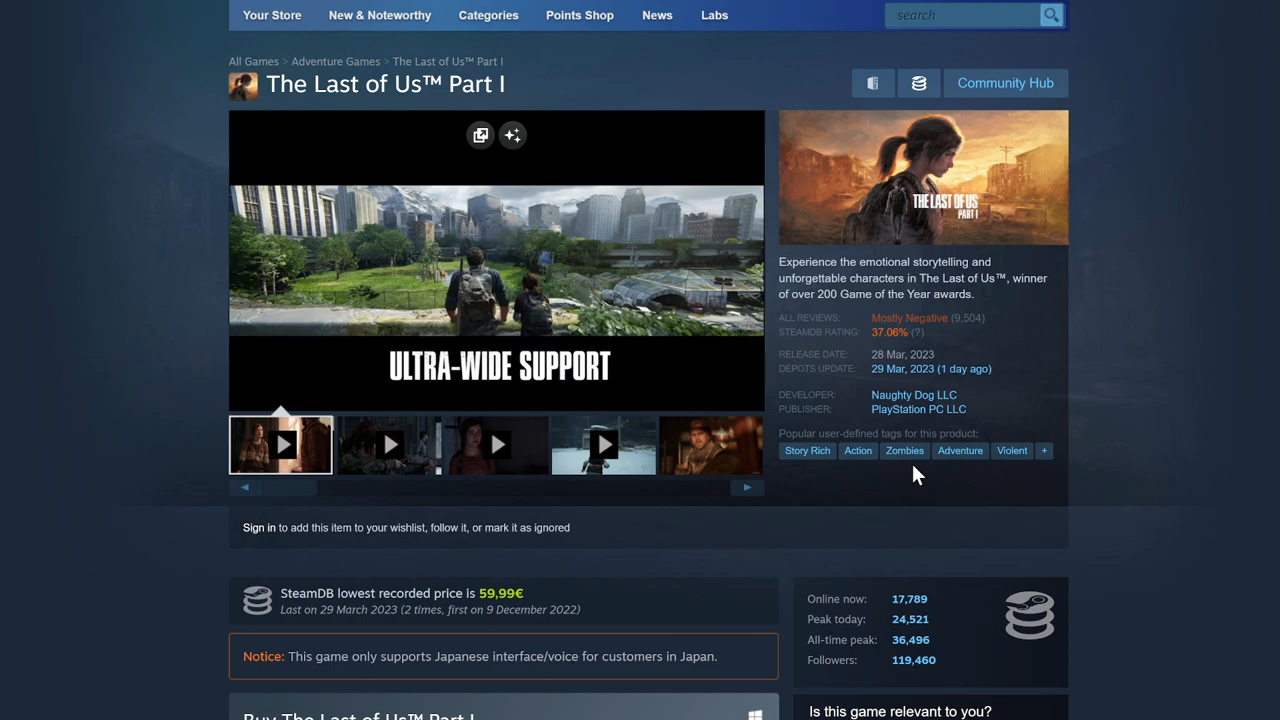 Your Store New & Noteworthy Categories Points Shop News Labs search
All Games > Adventure Games > The Last of Us™ Part I
The Last of Us™ Part I
Community Hub
ULTRA-WIDE SUPPORT
THE LAST OF US
PART I
Experience the emotional storytelling and
unforgettable characters in The Last of Us™, winner
of over 200 Game of the Year awards.
ALL REVIEWS: Mostly Negative (9,504)
STEAMDB RATING: 37.06% (?)
RELEASE DATE: 28 Mar, 2023
DEPOTS UPDATE: 29 Mar, 2023 (1 day ago)
DEVELOPER: Naughty Dog LLC
PUBLISHER: PlayStation PC LLC
Popular user-defined tags for this product:
Story Rich Action Zombies Adventure Violent +
Sign in to add this item to your wishlist, follow it, or mark it as ignored
SteamDB lowest recorded price is 59,99€
Last on 29 March 2023 (2 times, first on 9 December 2022)
Notice: This game only supports Japanese interface/voice for customers in Japan.
Buy The Last of Us™ Part I
Online now: 17,789
Peak today: 24,521
All-time peak: 36,496
Followers: 119,460
Is this game relevant to you?